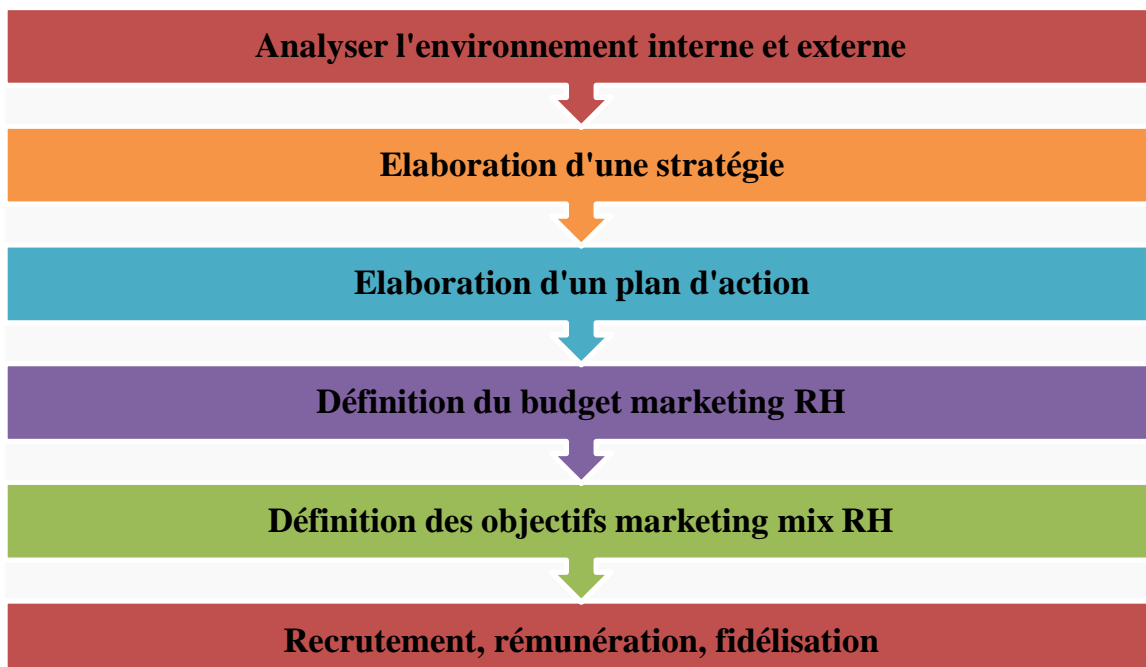 Analyser l'environnement interne et externe
Elaboration d'une stratégie
Elaboration d'un plan d'action
Définition du budget marketing RH
Définition des objectifs marketing mix RH
Recrutement, rémunération, fidélisation